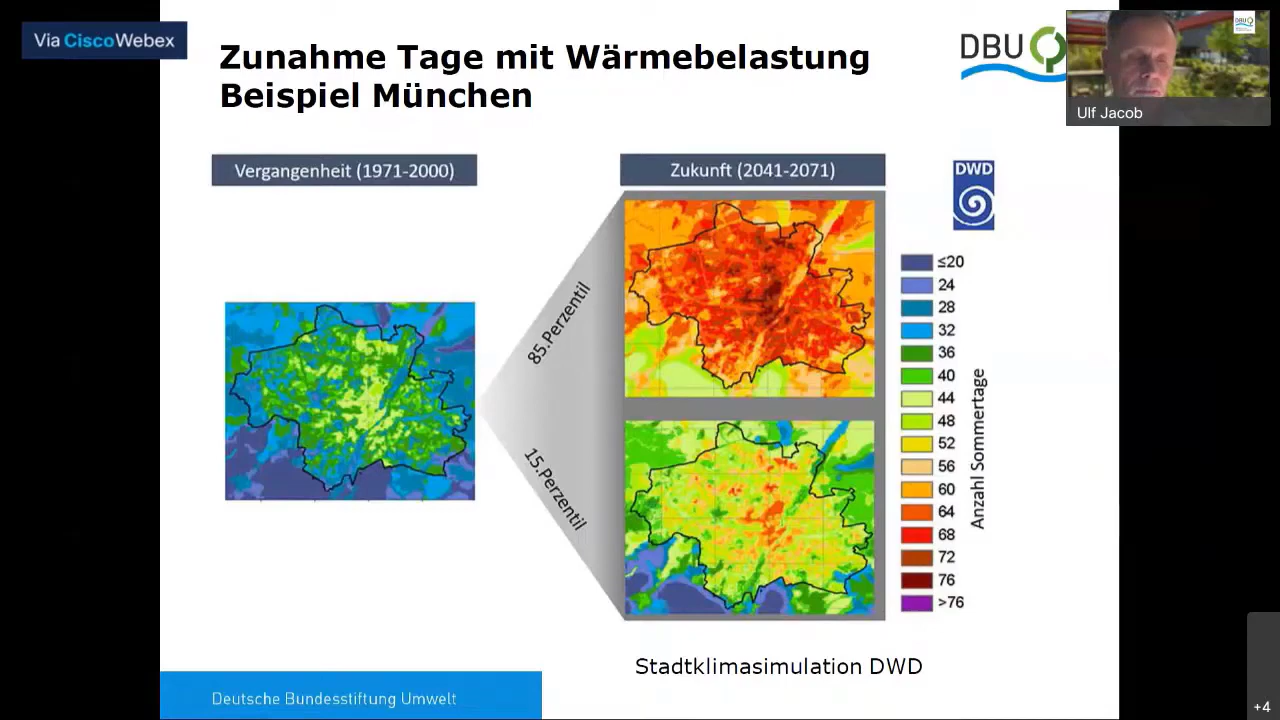 Via CiscoWebex
Zunahme Tage mit Wärmebelastung
Beispiel München
DBU
DBU
Ulf Jacob
Vergangenheit (1971-2000)
Zukunft (2041-2071)
DWD
85.Perzentil
15.Perzentil
≤20
24
28
32
36
40
44
48
52
56
60
64
68
72
76
>76
Anzahl Sommertage
Stadtklimasimulation DWD
Deutsche Bundesstiftung Umwelt
+4